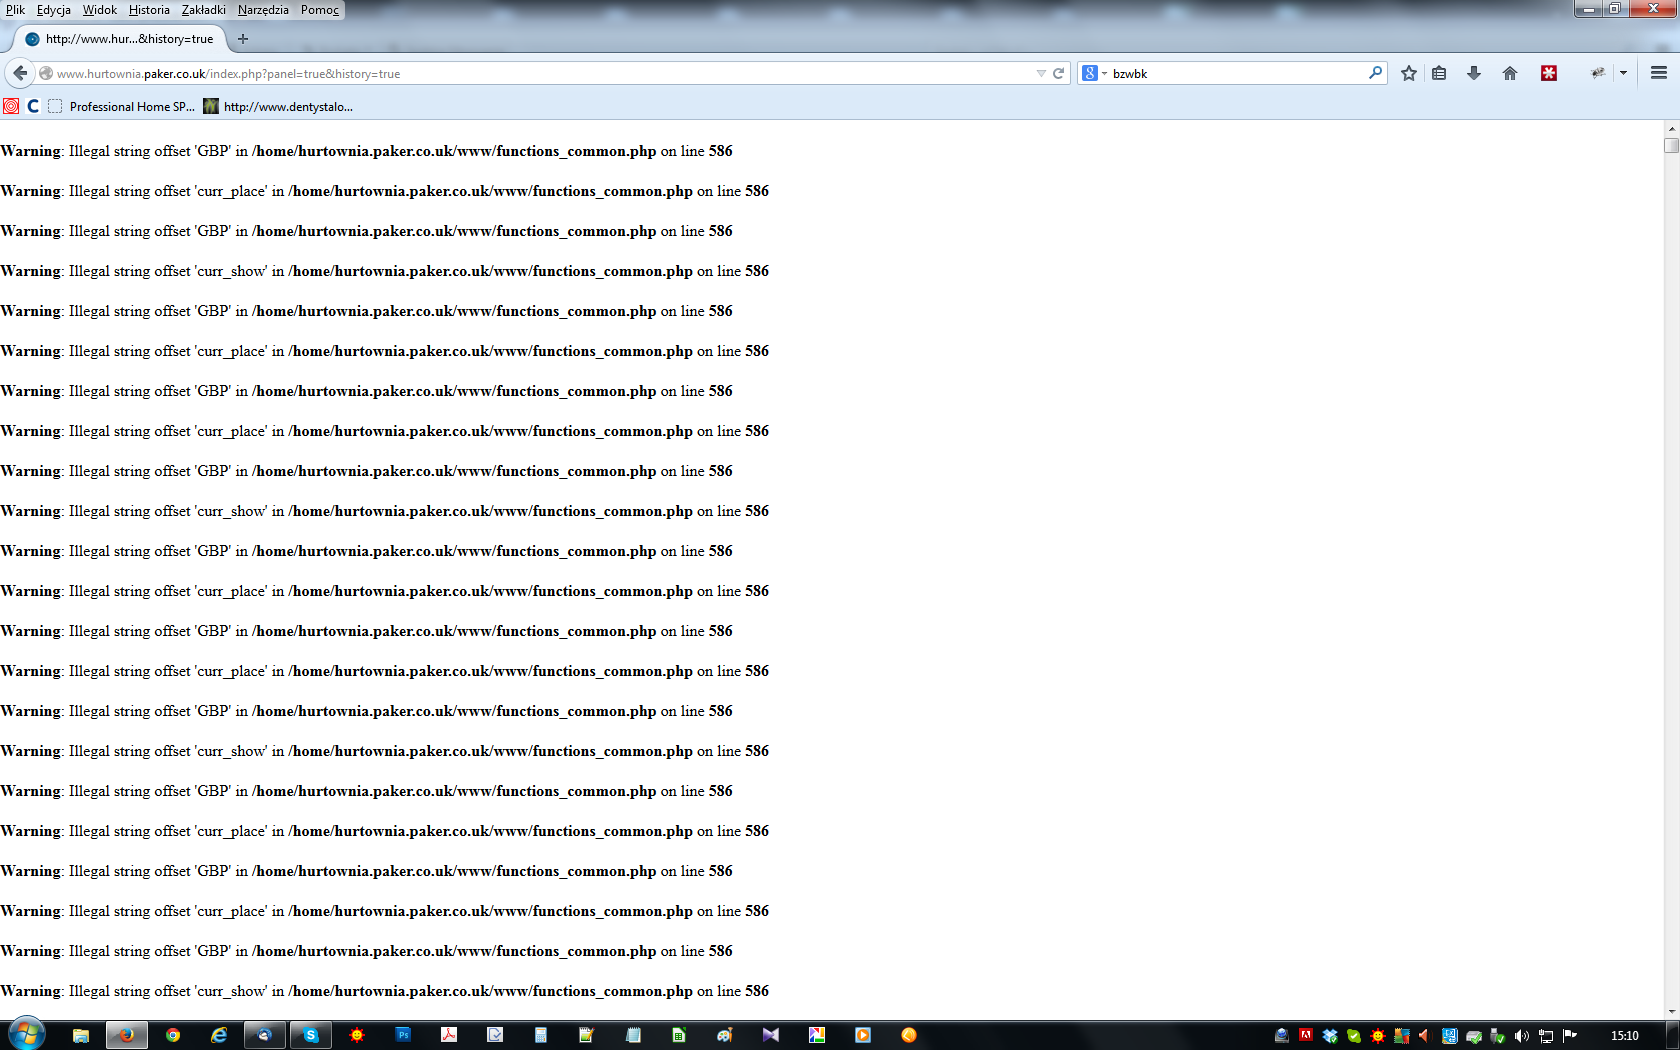 Plik Edycja Widok Historia Zakładki Narzędzia Pomoc
http://www.hur...&history=true
www.hurtownia.paker.co.uk/index.php?panel=true&history=true
bzwbk
Professional Home SP... http://www.dentystalo...
Warning: Illegal string offset 'GBP' in /home/hurtownia.paker.co.uk/www/functions_common.php on line 586
Warning: Illegal string offset 'curr_place' in /home/hurtownia.paker.co.uk/www/functions_common.php on line 586
Warning: Illegal string offset 'GBP' in /home/hurtownia.paker.co.uk/www/functions_common.php on line 586
Warning: Illegal string offset 'curr_show' in /home/hurtownia.paker.co.uk/www/functions_common.php on line 586
Warning: Illegal string offset 'GBP' in /home/hurtownia.paker.co.uk/www/functions_common.php on line 586
Warning: Illegal string offset 'curr_place' in /home/hurtownia.paker.co.uk/www/functions_common.php on line 586
Warning: Illegal string offset 'GBP' in /home/hurtownia.paker.co.uk/www/functions_common.php on line 586
Warning: Illegal string offset 'curr_place' in /home/hurtownia.paker.co.uk/www/functions_common.php on line 586
Warning: Illegal string offset 'GBP' in /home/hurtownia.paker.co.uk/www/functions_common.php on line 586
Warning: Illegal string offset 'curr_show' in /home/hurtownia.paker.co.uk/www/functions_common.php on line 586
Warning: Illegal string offset 'GBP' in /home/hurtownia.paker.co.uk/www/functions_common.php on line 586
Warning: Illegal string offset 'curr_place' in /home/hurtownia.paker.co.uk/www/functions_common.php on line 586
Warning: Illegal string offset 'GBP' in /home/hurtownia.paker.co.uk/www/functions_common.php on line 586
Warning: Illegal string offset 'curr_place' in /home/hurtownia.paker.co.uk/www/functions_common.php on line 586
Warning: Illegal string offset 'GBP' in /home/hurtownia.paker.co.uk/www/functions_common.php on line 586
Warning: Illegal string offset 'curr_show' in /home/hurtownia.paker.co.uk/www/functions_common.php on line 586
Warning: Illegal string offset 'GBP' in /home/hurtownia.paker.co.uk/www/functions_common.php on line 586
Warning: Illegal string offset 'curr_place' in /home/hurtownia.paker.co.uk/www/functions_common.php on line 586
Warning: Illegal string offset 'GBP' in /home/hurtownia.paker.co.uk/www/functions_common.php on line 586
Warning: Illegal string offset 'curr_place' in /home/hurtownia.paker.co.uk/www/functions_common.php on line 586
Warning: Illegal string offset 'GBP' in /home/hurtownia.paker.co.uk/www/functions_common.php on line 586
Warning: Illegal string offset 'curr_show' in /home/hurtownia.paker.co.uk/www/functions_common.php on line 586
15:10